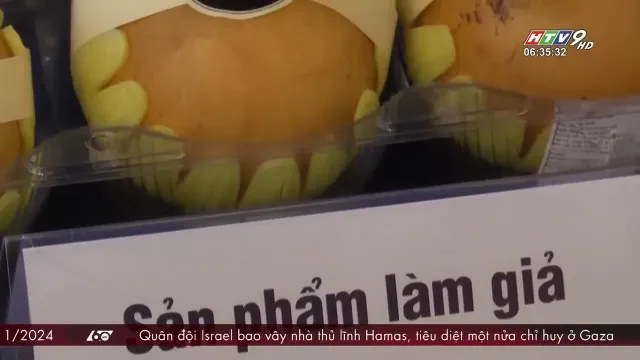 HTV9 HD
06:35:32
Sản phẩm làm giả
1/2024 60 Quân đội Israel bao vây nhà thủ lĩnh Hamas, tiêu diệt một nửa chỉ huy ở Gaza